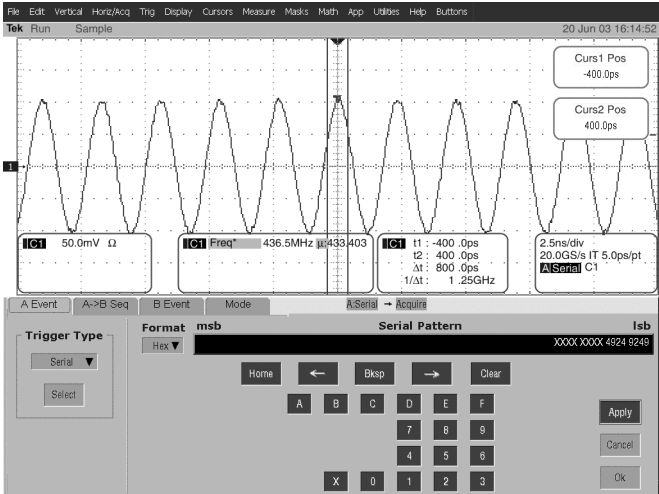 File Edit Vertical Horiz/Acq Trig Display Cursors Measure Masks Math App Utilities Help Buttons
Tek Run Sample 20 Jun 03 16:14:52
Curs1 Pos
-400.0ps
Curs2 Pos
400.0ps
1
C1 50.0mV Ω
C1 Freq* 436.5MHz µ:433.403
C1 t1 : -400 .0ps
t2 : 400 .0ps
Δt : 800 .0ps
1/Δt : 1 .25GHz
2.5ns/div
20.0GS/s IT 5.0ps/pt
A Serial C1
A Event A->B Seq B Event Mode A:Serial → Acquire
Trigger Type
Serial ▼
Select
Format msb Serial Pattern lsb
Hex ▼ XXXX XXXX 4924 9249
Home ← Bksp → Clear
A B C D E F
7 8 9
4 5 6
X 0 1 2 3
Apply
Cancel
Ok